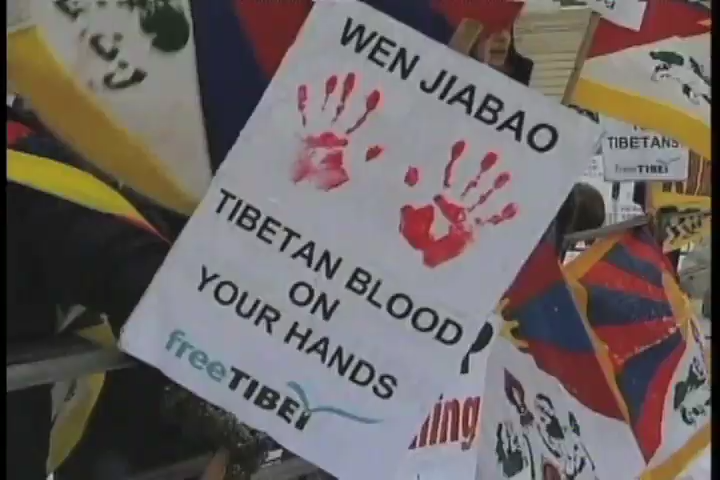 WEN JIABAO
TIBETAN BLOOD
ON
YOUR HANDS
freeTIBET
TIBETANS
freeTIBET